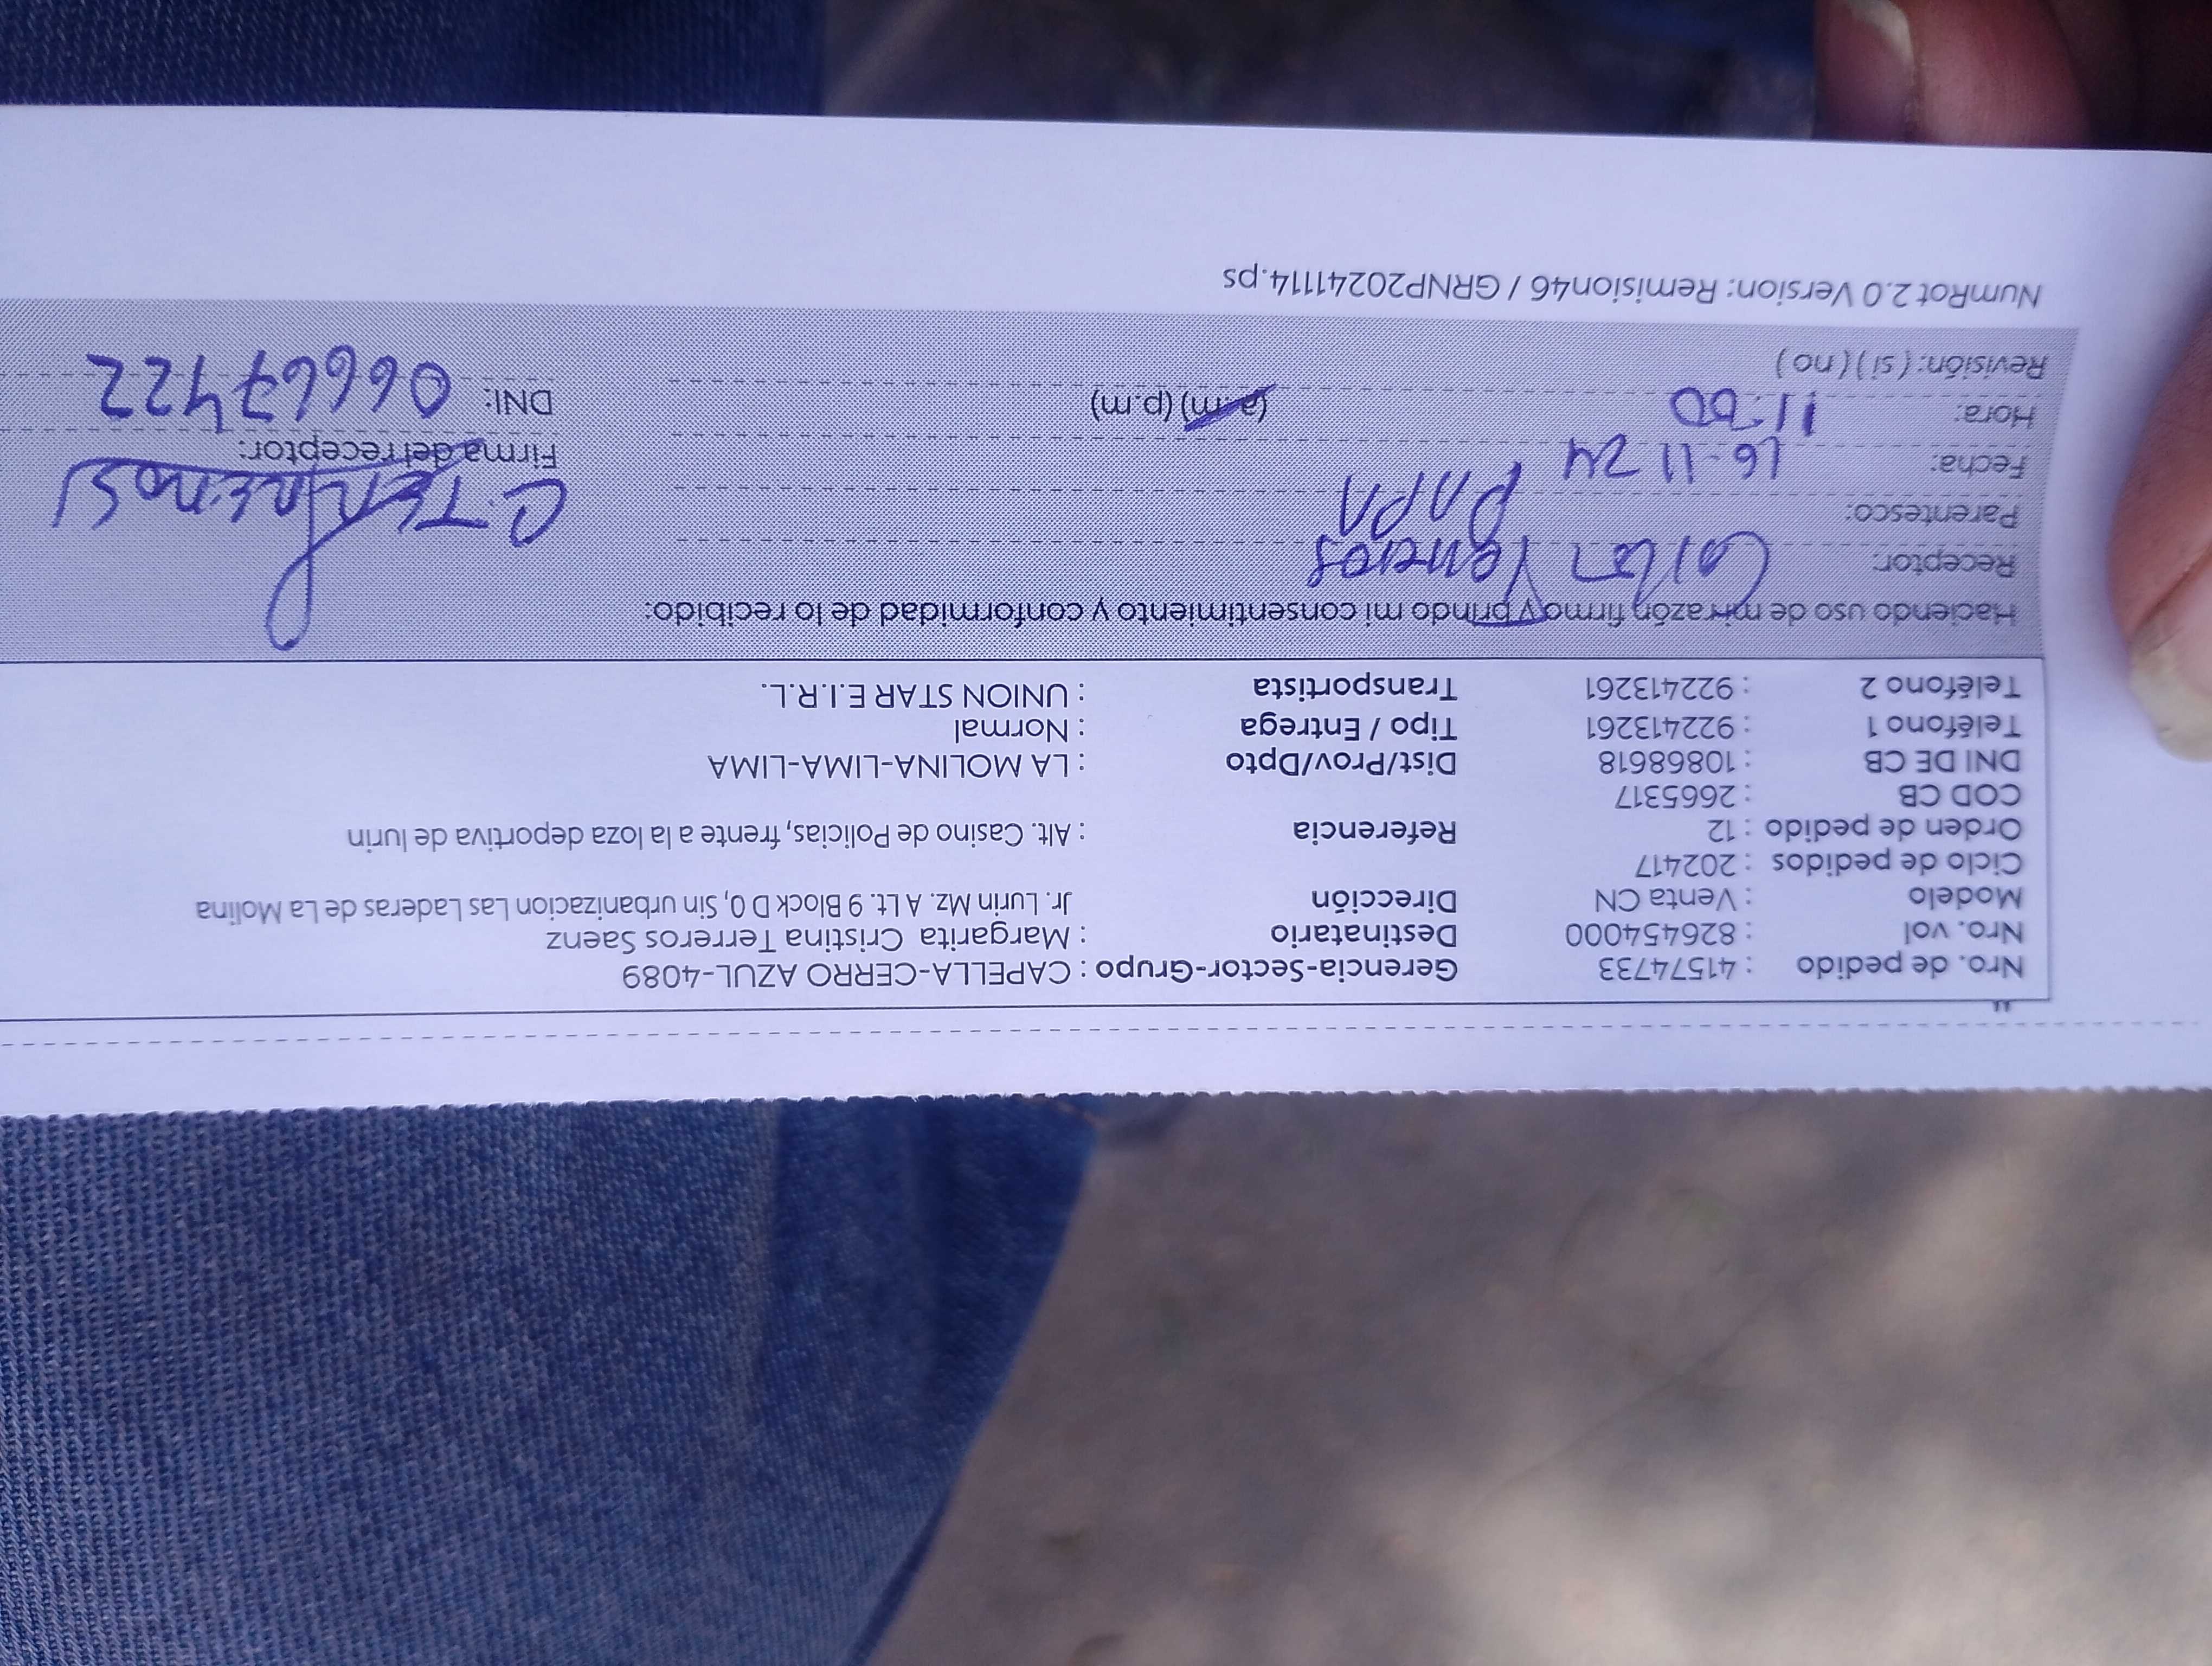 Nro. de pedido : 41574733 Gerencia-Sector-Grupo : CAPELLA-CERRO AZUL-4089
Nro. vol : 826454000 Destinatario : Margarita Cristina Terreros Saenz
Modelo : Venta CN Dirección Jr. Lurin Mz. A Lt. 9 Block D 0, Sin urbanizacion Las Laderas de La Molina
Ciclo de pedidos : 202417
Orden de pedido : 12 Referencia : Alt. Casino de Policias, frente a la loza deportiva de lurin
COD CB : 2665317
DNI DE CB : 10868618 Dist/Prov/Dpto : LA MOLINA-LIMA-LIMA
Teléfono 1 : 922413261 Tipo / Entrega : Normal
Teléfono 2 : 922413261 Transportista : UNION STAR E.I.R.L.
Haciendo uso de mi razón firmo y brindo mi consentimiento y conformidad de lo recibido:
Receptor: Carlos Terreros
Parentesco: PAPA C. TERREROS
Fecha: 16-11 24 Firma del receptor:
Hora: 11:00 (a.m) (p.m) DNI: 06667422
Revisión: (si) (no)
NumRot 2.0 Version: Remision46 / GRNP20241114.ps